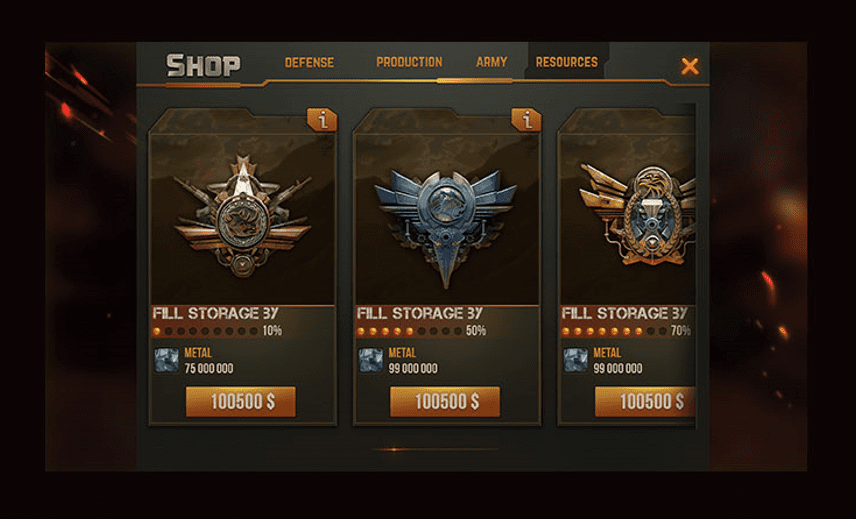 SHOP
DEFENSE PRODUCTION ARMY RESOURCES
FILL STORAGE BY FILL STORAGE BY FILL STORAGE BY
10% 50% 70%
METAL METAL METAL
75 000 000 99 000 000 99 000 000
100500 $ 100500 $ 100500 $